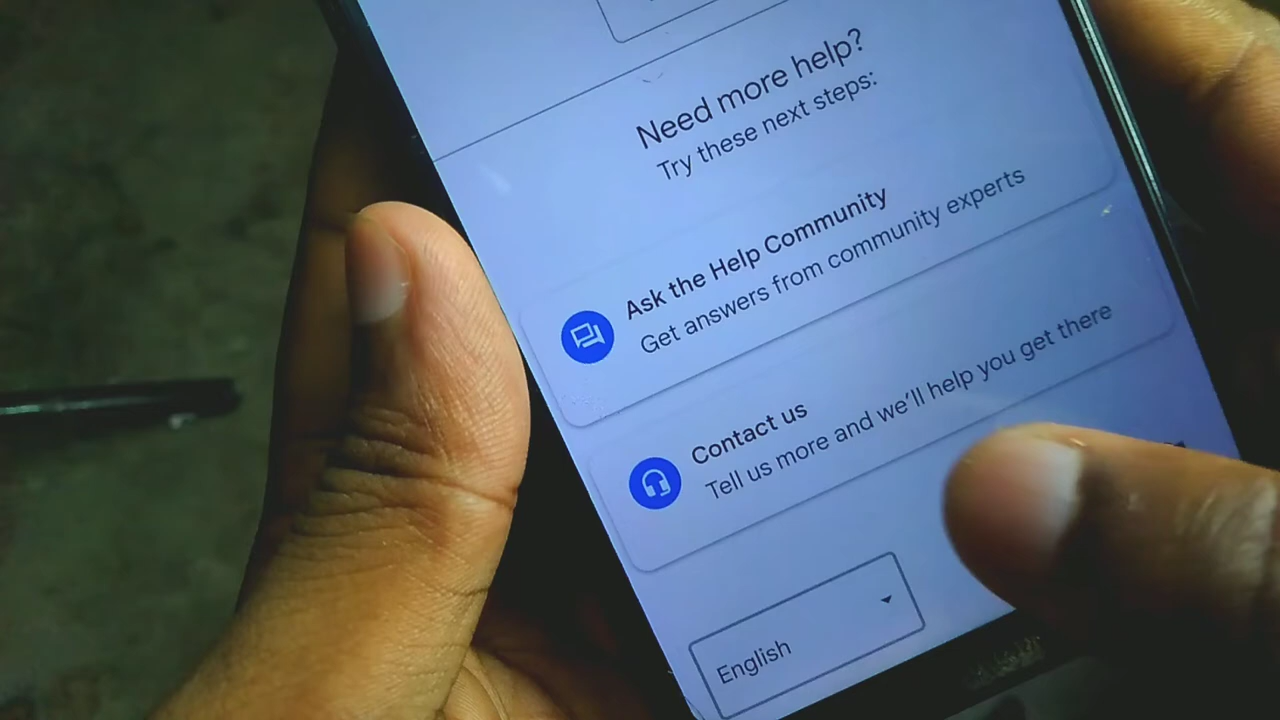 Need more help?
Try these next steps:
Ask the Help Community
Get answers from community experts
Contact us
Tell us more and we'll help you get there
English